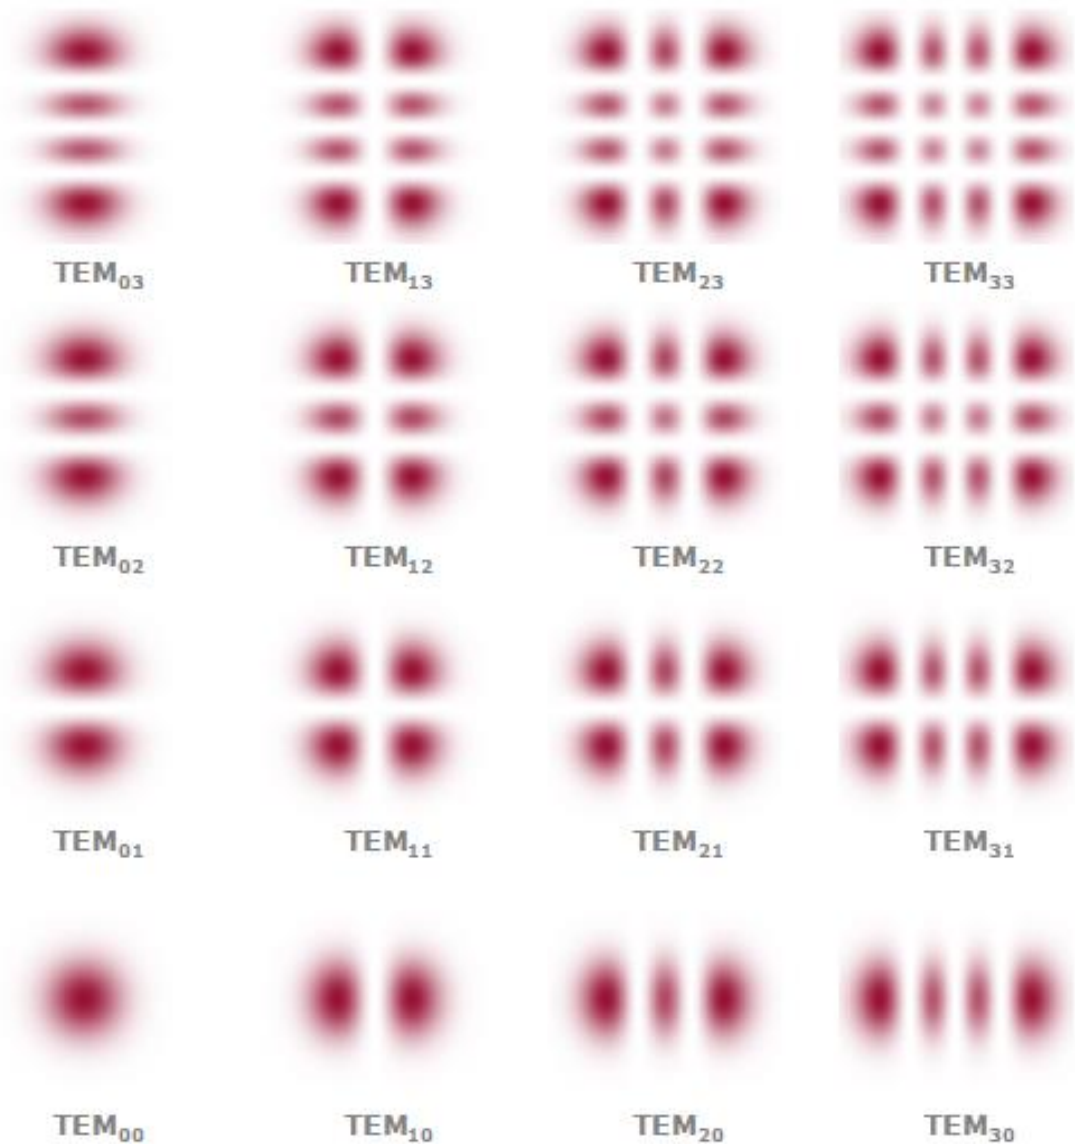 TEM₀₃ TEM₁₃ TEM₂₃ TEM₃₃
TEM₀₂ TEM₁₂ TEM₂₂ TEM₃₂
TEM₀₁ TEM₁₁ TEM₂₁ TEM₃₁
TEM₀₀ TEM₁₀ TEM₂₀ TEM₃₀